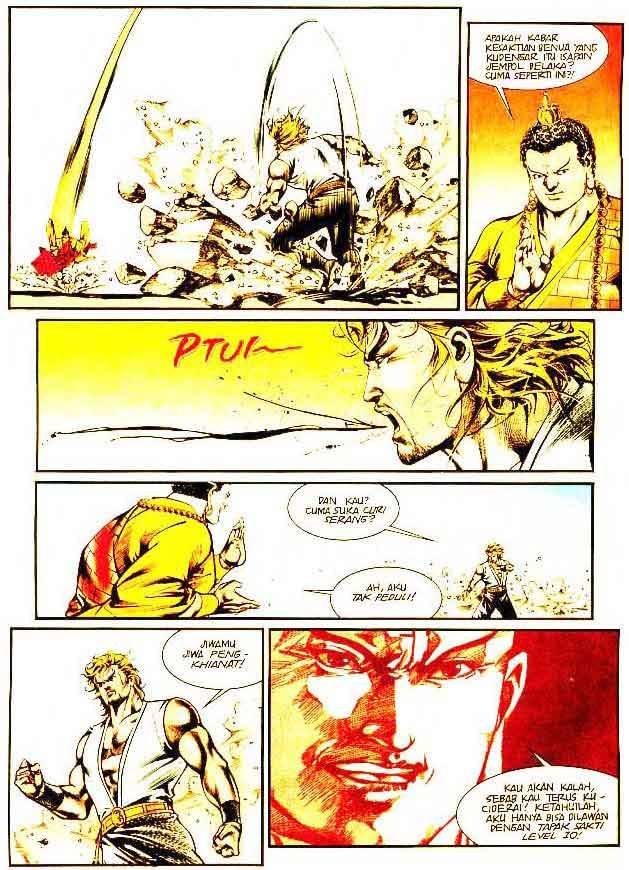 APAKAH KABAR
KESAKTIAN BENUA YANG
KUDENGAR ITU ISAPAN
JEMPOL BELAKA?
CUMA SEPERTI INI?!
PTUI~
DAN KAU?
CUMA SUKA CURI
SERANG?
AH, AKU
TAK PEDULI!
JIWAMU
JIWA PENG-
KHIANAT!
KAU AKAN KALAH,
SEBAB KAU TERUS KU-
CIDERAI! KETAHUILAH,
AKU HANYA BISA DILAWAN
DENGAN TAPAK SAKTI
LEVEL 10!